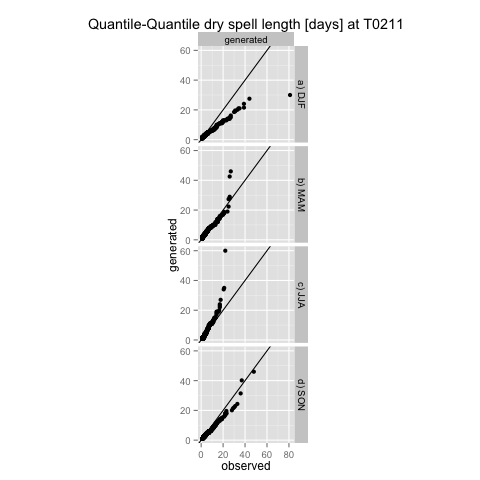 Quantile-Quantile dry spell length [days] at T0211
generated
60
40
20
0
a) DJF
60
40
20
0
b) MAM
generated
60
40
20
0
c) JJA
60
40
20
0
d) SON
0 20 40 60 80
observed